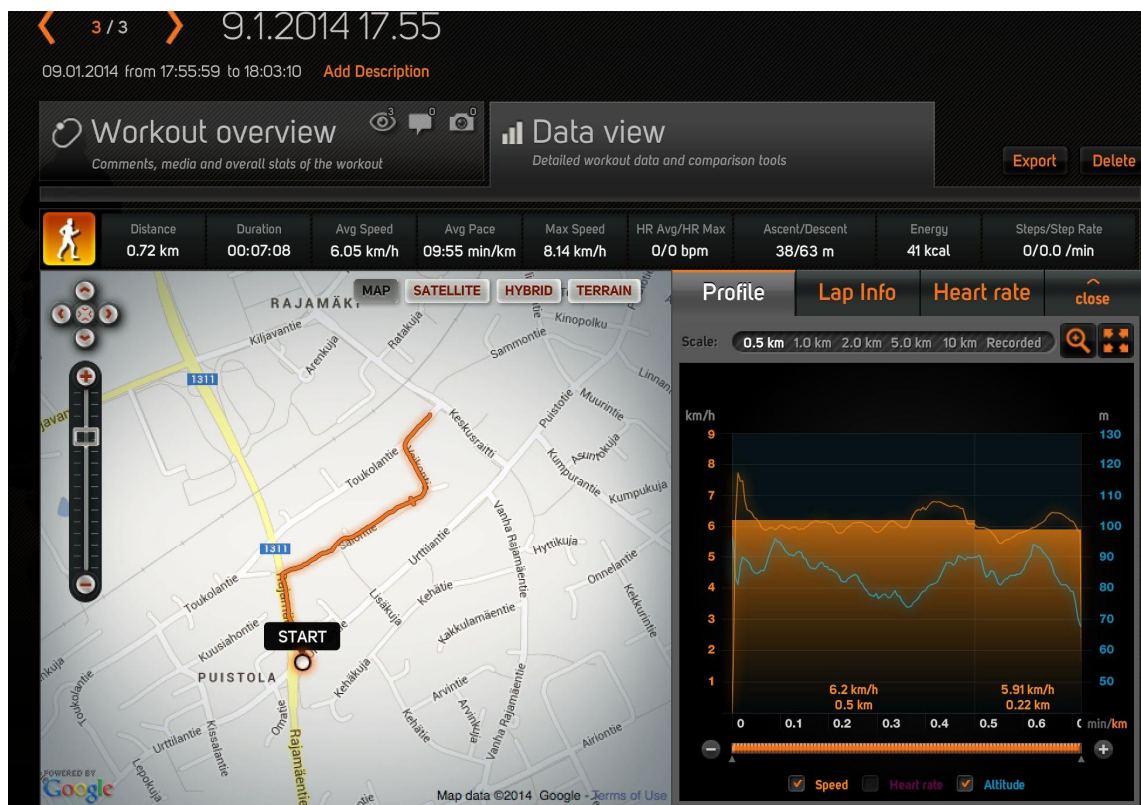 3 / 3
9.1.2014 17.55
09.01.2014 from 17:55:59 to 18:03:10 Add Description
Workout overview
3 0 0
Comments, media and overall stats of the workout
Data view
Detailed workout data and comparison tools
Export Delete
Distance Duration Avg Speed Avg Pace Max Speed HR Avg/HR Max Ascent/Descent Energy Steps/Step Rate
0.72 km 00:07:08 6.05 km/h 09:55 min/km 8.14 km/h 0/0 bpm 38/63 m 41 kcal 0/0.0 /min
MAP SATELLITE HYBRID TERRAIN
RAJAMÄKI
Kiljavantie
Arenkuja
Ratakuja
Sammontie
Kinopolku
Linnan
1311
Puistotie
Muurintie
Keskusraitti
Asuntokuja
Kumpurantie
Kumpukuja
Toukolantie
Salontie
1311
Urttilantie
Vanha Rajamäentie
Hyttikuja
Onnelantie
Kekkurintie
Toukolantie
Lisäkuja
Kehätie
Kakkulamäentie
Kuusiahontie
START
PUISTOLA
Kehäkuja
Arvintie
Arvinkuja
Toukolantie
Kehätie
Vanha Rajamäentie
Urttilantie
Kissalantie
Airiontie
Lepokuja
Rajamäentie
POWERED BY
Google
Map data ©2014 Google - Terms of Use
Profile Lap Info Heart rate close
Scale: 0.5 km 1.0 km 2.0 km 5.0 km 10 km Recorded
km/h m
9 130
8 120
7 110
6 100
5 90
4 80
3 70
2 60
1 50
6.2 km/h 5.91 km/h
0.5 km 0.22 km
0 0.1 0.2 0.3 0.4 0.5 0.6 min/km
Speed Heart rate Altitude